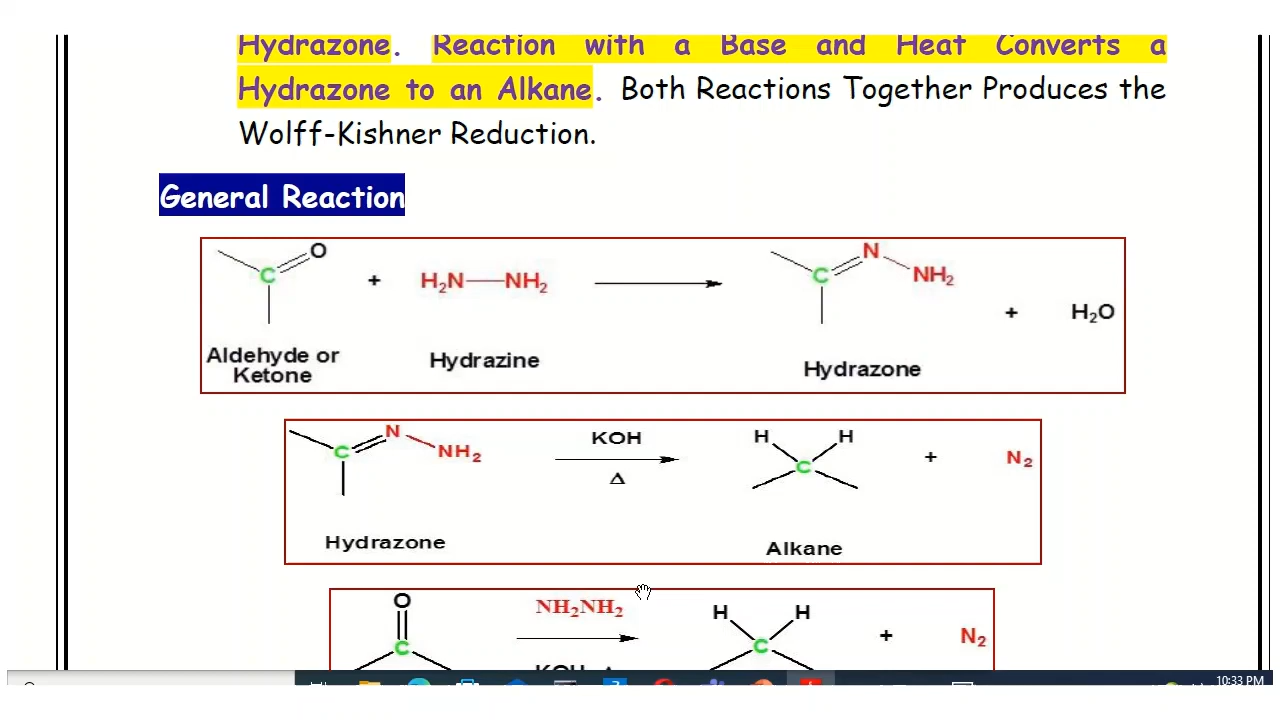 Hydrazone. Reaction with a Base and Heat Converts a
Hydrazone to an Alkane. Both Reactions Together Produces the
Wolff-Kishner Reduction.
General Reaction
C O + H₂N NH₂ C N NH₂ + H₂O
Aldehyde or
Ketone
Hydrazine
Hydrazone
C N NH₂ KOH Δ H H C + N₂
Hydrazone
Alkane
O C NH₂NH₂ H H C + N₂
10:33 PM